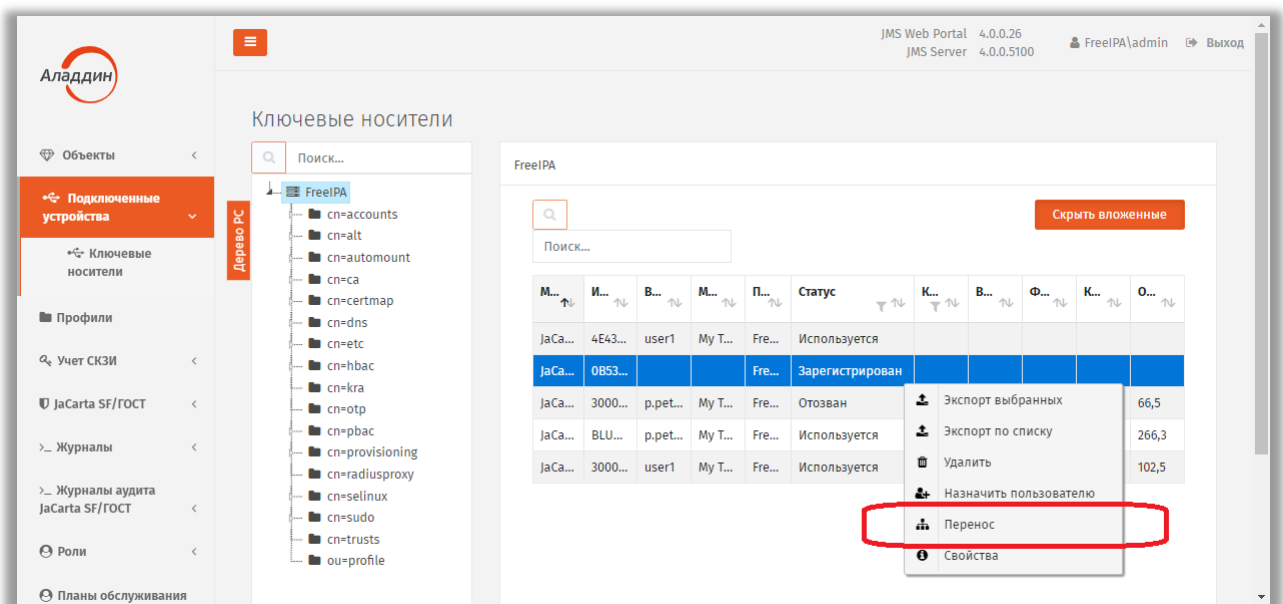 JMS Web Portal 4.0.0.26
JMS Server 4.0.0.5100
FreeIPA\admin
Выход
Аладдин
Объекты
Подключенные
устройства
Ключевые
носители
Профили
Учет СКЗИ
JaCarta SF/ГОСТ
>_ Журналы
>_ Журналы аудита
JaCarta SF/ГОСТ
Роли
Планы обслуживания
Ключевые носители
Поиск...
Дерево РС
FreeIPA
cn=accounts
cn=alt
cn=automount
cn=ca
cn=certmap
cn=dns
cn=etc
cn=hbac
cn=kra
cn=otp
cn=pbac
cn=provisioning
cn=radiusproxy
cn=selinux
cn=sudo
cn=trusts
ou=profile
FreeIPA
Скрыть вложенные
Поиск...
М... И... В... М... П... Статус К... В... Ф... К... О...
JaCa... 4E43... user1 My T... Fre... Используется
JaCa... 0B53... Fre... Зарегистрирован
JaCa... 3000... p.pet... My T... Fre... Отозван 66,5
JaCa... BLU... p.pet... My T... Fre... Используется 266,3
JaCa... 3000... user1 My T... Fre... Используется 102,5
Экспорт выбранных
Экспорт по списку
Удалить
Назначить пользователю
Перенос
Свойства